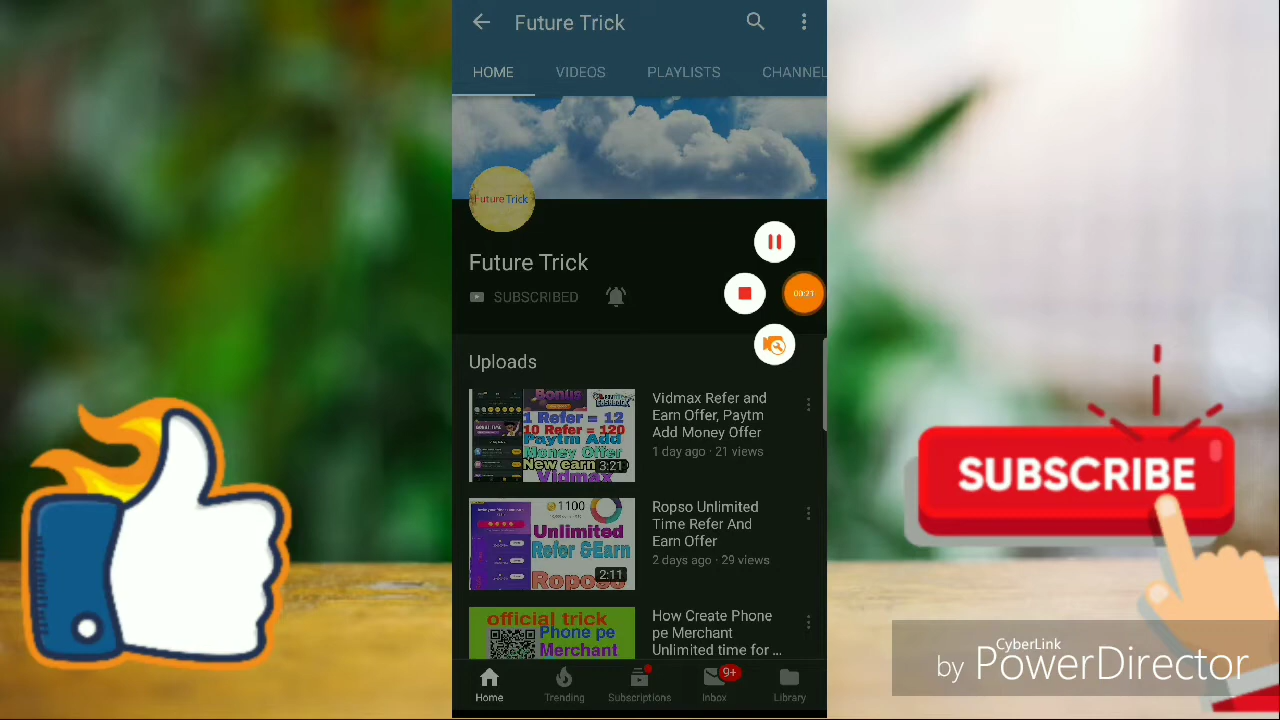 Future Trick
HOME VIDEOS PLAYLISTS CHANNEL
Future Trick
Future Trick
SUBSCRIBED
00:21
Uploads
Bonus
1 Refer = 12
10 Refer = 120
Paytm Add
Money Offer
New earn
Vidmax
3:21
Vidmax Refer and
Earn Offer, Paytm
Add Money Offer
1 day ago · 21 views
1100
Unlimited
Refer &Earn
Roposo
2:11
Ropso Unlimited
Time Refer And
Earn Offer
2 days ago · 29 views
official trick
Phone pe
Merchant
How Create Phone
pe Merchant
Unlimited time for ...
Home Trending Subscriptions Inbox Library
9+
SUBSCRIBE
CyberLink
by PowerDirector